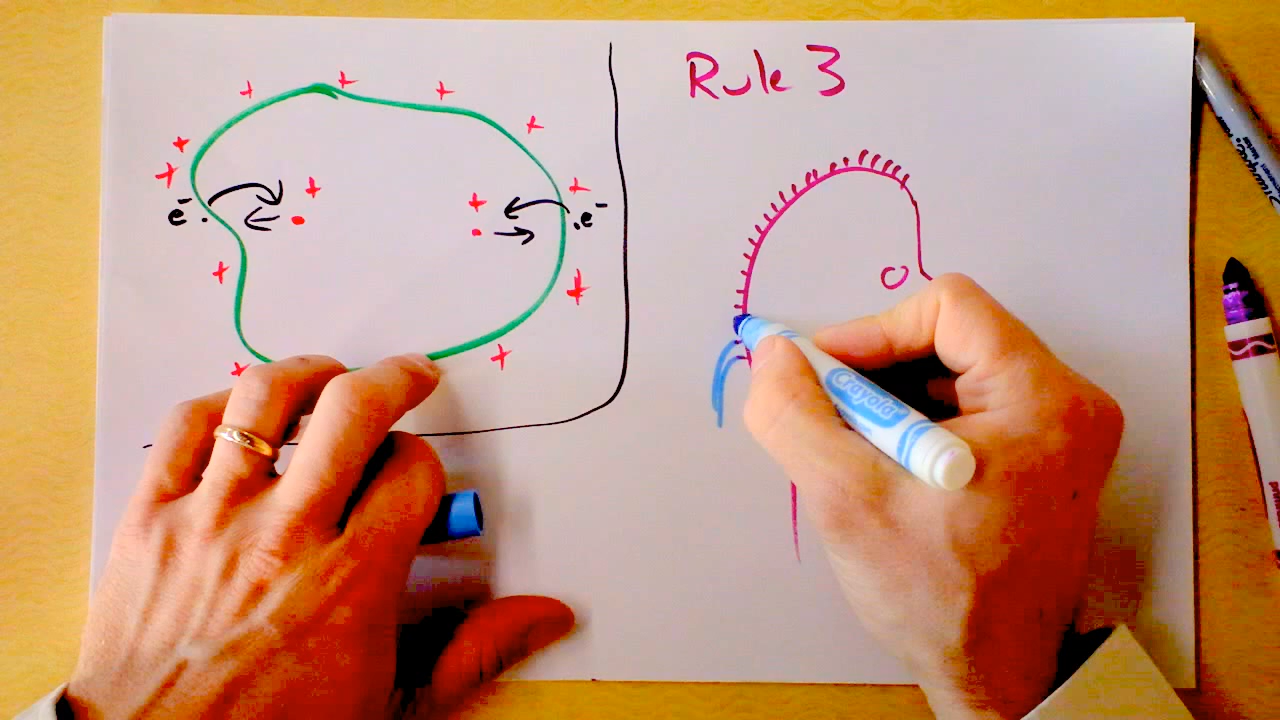 Rule 3
+ + +
+ +
+ + + +
e⁻ e⁻
+ +
+ +
Crayola